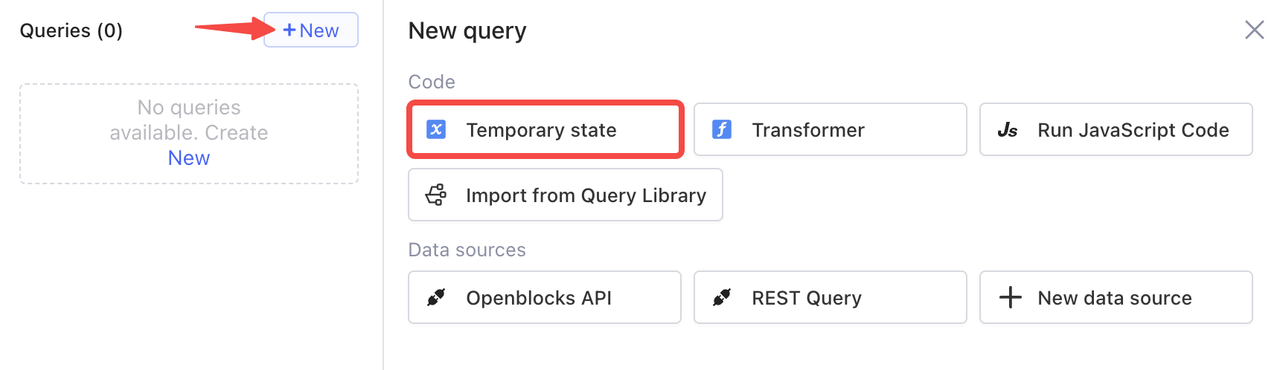 Queries (0)
+ New
No queries
available. Create
New
New query
Code
Temporary state
Transformer
Js Run JavaScript Code
Import from Query Library
Data sources
Openblocks API
REST Query
New data source